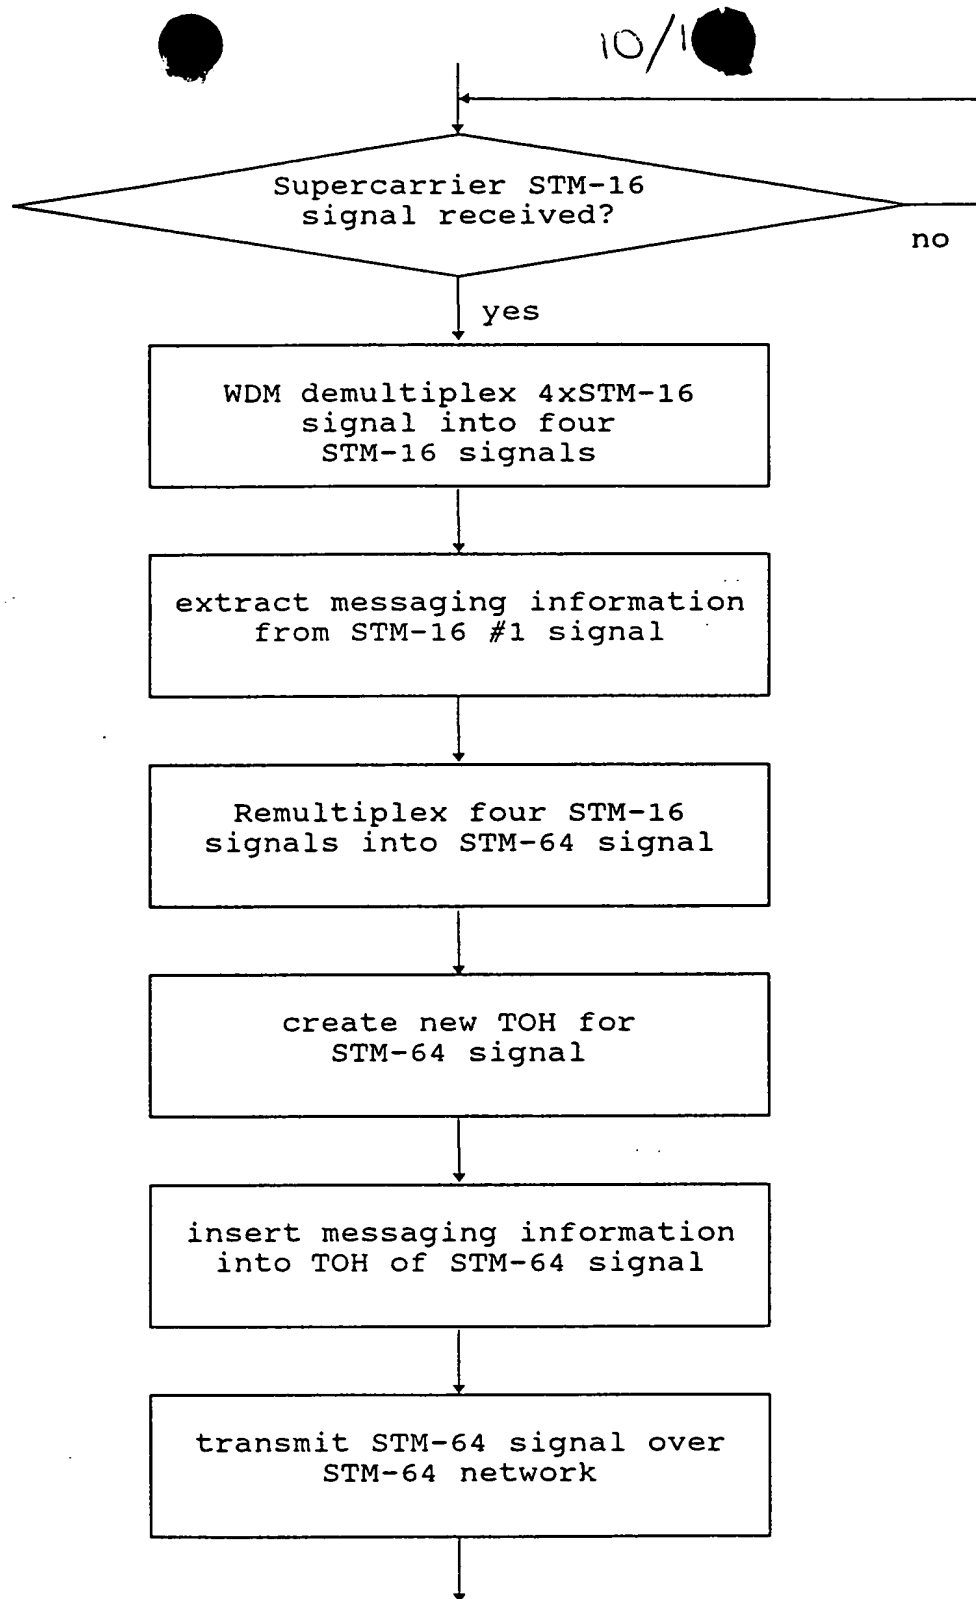 10/1
Supercarrier STM-16
signal received?
no
yes
WDM demultiplex 4xSTM-16
signal into four
STM-16 signals
extract messaging information
from STM-16 #1 signal
Remultiplex four STM-16
signals into STM-64 signal
create new TOH for
STM-64 signal
insert messaging information
into TOH of STM-64 signal
transmit STM-64 signal over
STM-64 network